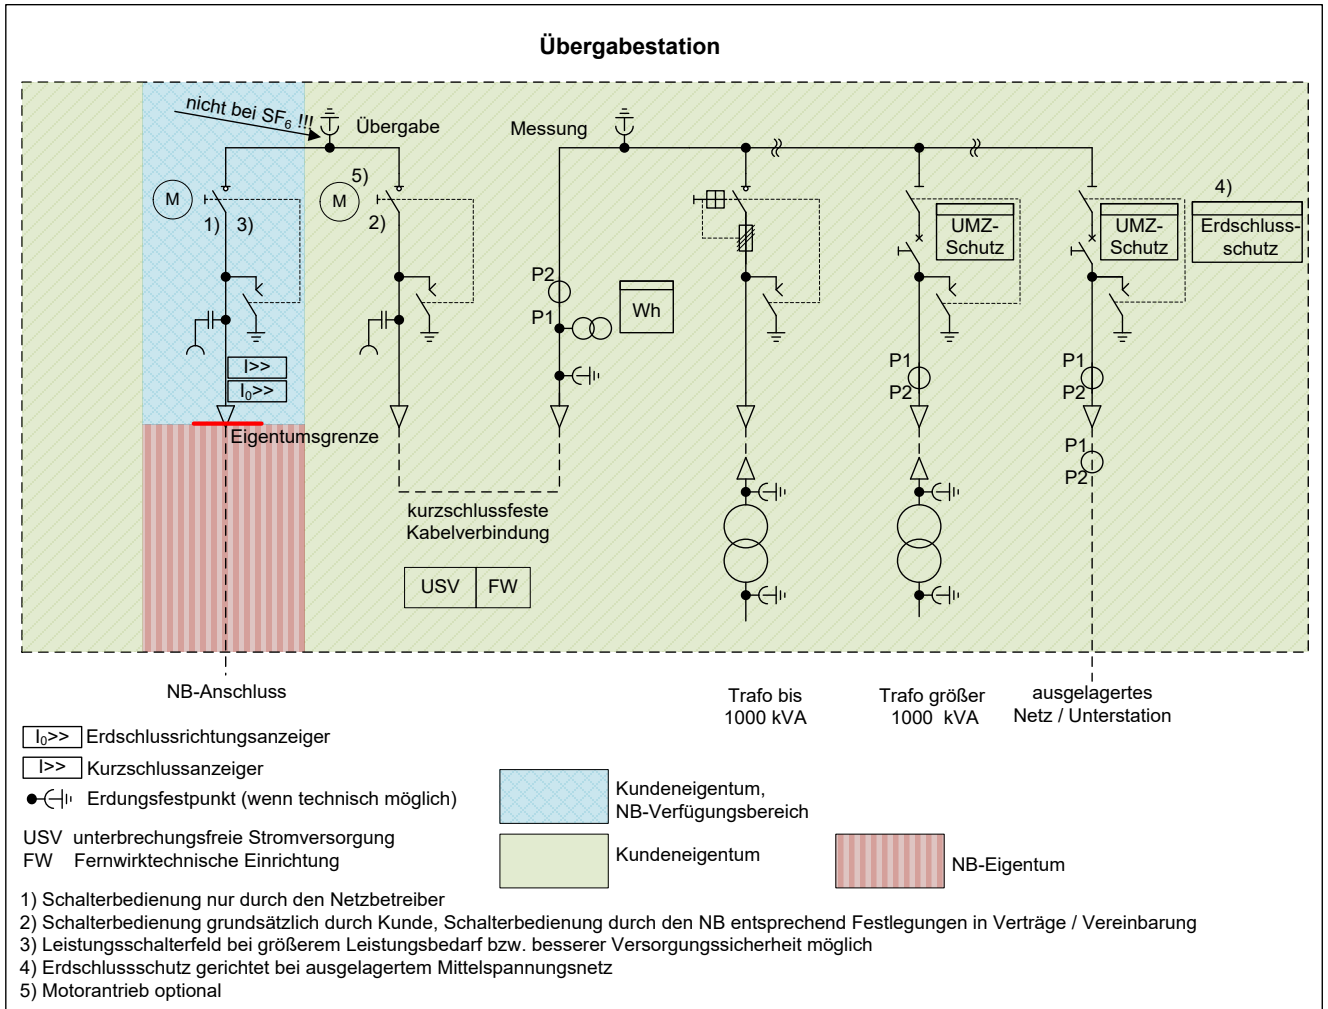 Übergabestation
nicht bei SF6 !!!
Übergabe
Messung
M
1)
3)
5)
M
2)
P2
P1
Wh
UMZ-
Schutz
UMZ-
Schutz
4)
Erdschluss-
schutz
I>>
I0>>
P1
P2
P1
P2
P1
P2
Eigentumsgrenze
kurzschlussfeste
Kabelverbindung
USV
FW
NB-Anschluss
Trafo bis
1000 kVA
Trafo größer
1000 kVA
ausgelagertes
Netz / Unterstation
I0>> Erdschlussrichtungsanzeiger
I>> Kurzschlussanzeiger
Erdungsfestpunkt (wenn technisch möglich)
USV unterbrechungsfreie Stromversorgung
FW Fernwirktechnische Einrichtung
Kundeneigentum,
NB-Verfügungsbereich
Kundeneigentum
NB-Eigentum
1) Schalterbedienung nur durch den Netzbetreiber
2) Schalterbedienung grundsätzlich durch Kunde, Schalterbedienung durch den NB entsprechend Festlegungen in Verträge / Vereinbarung
3) Leistungsschalterfeld bei größerem Leistungsbedarf bzw. besserer Versorgungssicherheit möglich
4) Erdschlussschutz gerichtet bei ausgelagertem Mittelspannungsnetz
5) Motorantrieb optional